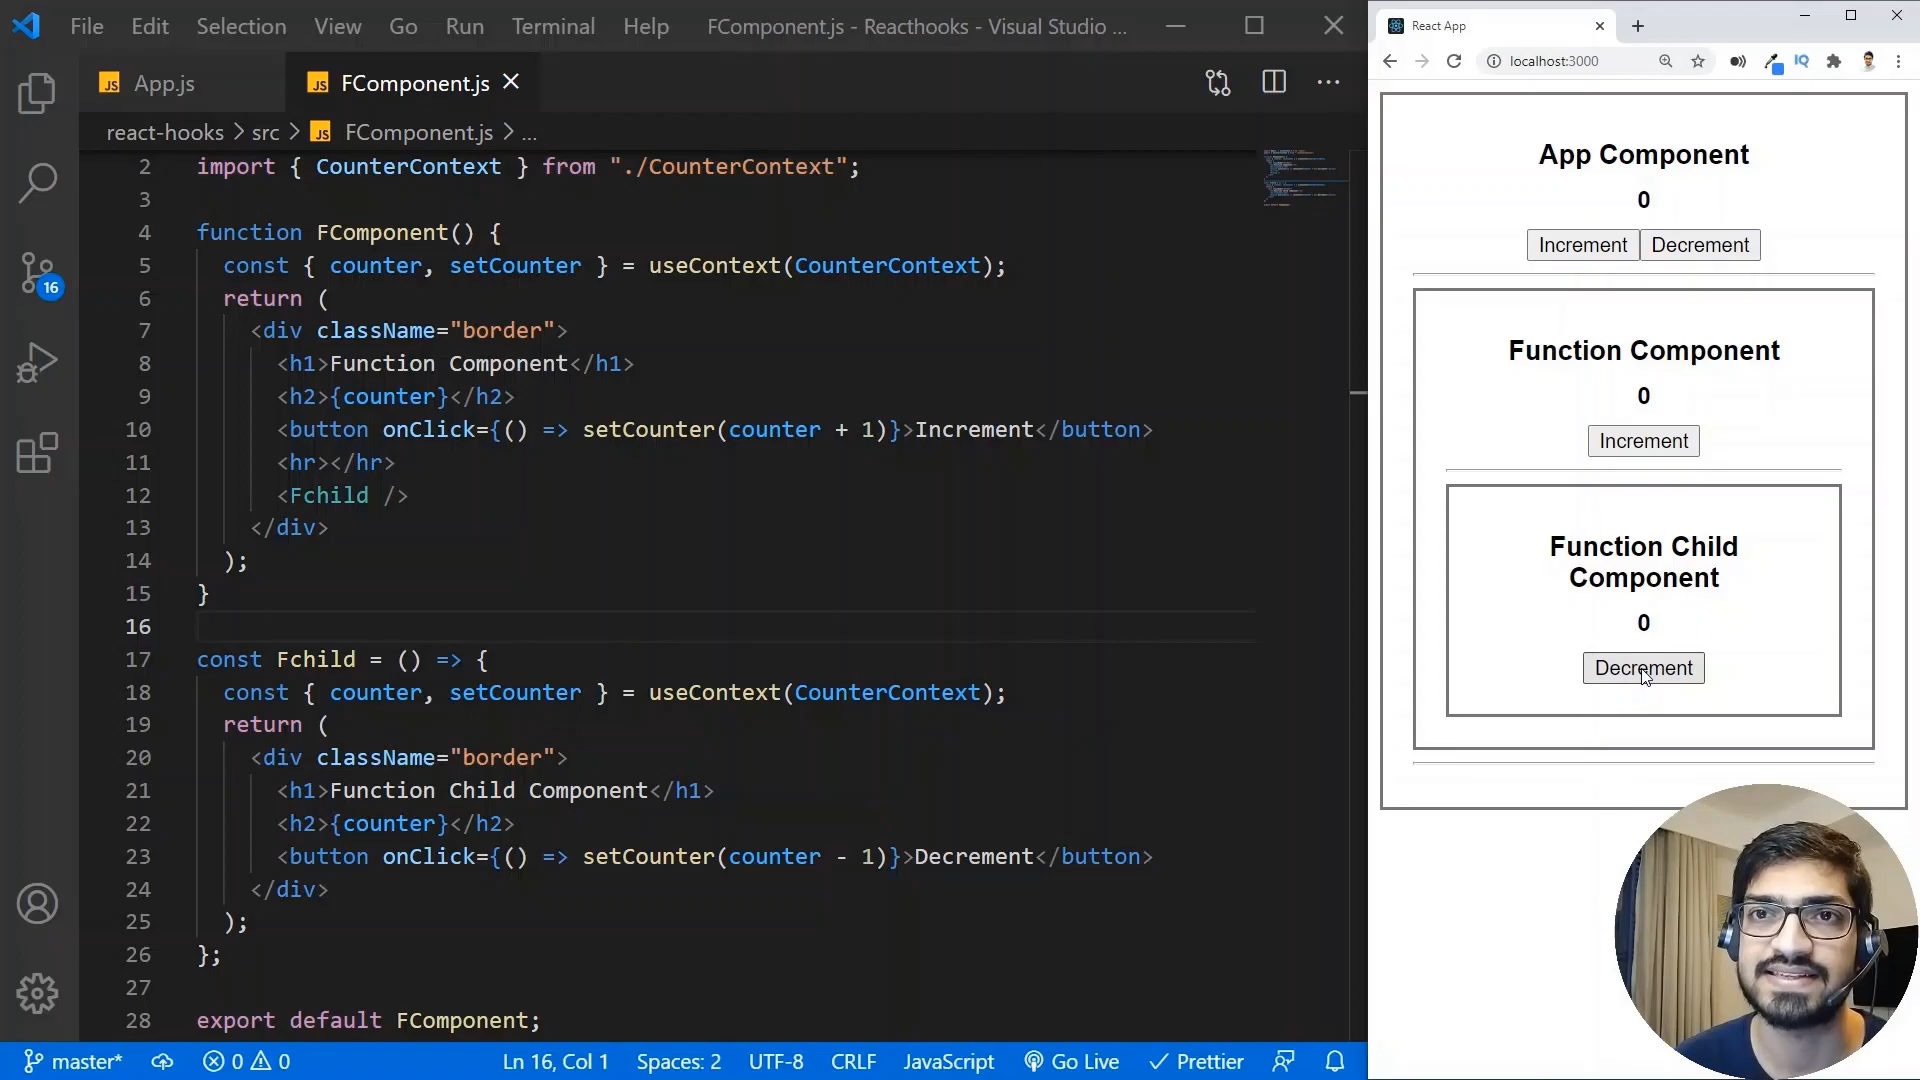 File Edit Selection View Go Run Terminal Help FComponent.js - Reacthooks - Visual Studio ...
JS App.js JS FComponent.js
react-hooks > src > JS FComponent.js > ...
2 import { CounterContext } from "./CounterContext";
3
4 function FComponent() {
5 const { counter, setCounter } = useContext(CounterContext);
6 return (
7 <div className="border">
8 <h1>Function Component</h1>
9 <h2>{counter}</h2>
10 <button onClick={() => setCounter(counter + 1)}>Increment</button>
11 <hr></hr>
12 <Fchild />
13 </div>
14 );
15 }
16
17 const Fchild = () => {
18 const { counter, setCounter } = useContext(CounterContext);
19 return (
20 <div className="border">
21 <h1>Function Child Component</h1>
22 <h2>{counter}</h2>
23 <button onClick={() => setCounter(counter - 1)}>Decrement</button>
24 </div>
25 );
26 };
27
28 export default FComponent;
16
master* 0 0 Ln 16, Col 1 Spaces: 2 UTF-8 CRLF JavaScript Go Live Prettier
React App
localhost:3000 IQ
App Component
0
Increment Decrement
Function Component
0
Increment
Function Child
Component
0
Decrement